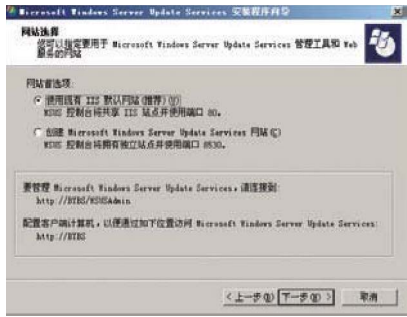 Microsoft Windows Server Update Services 安装程序向导
网站选择
您可以指定要用于 Microsoft Windows Server Update Services 管理工具和 Web
服务的网站
网站首选项:
使用现有 IIS 默认网站(推荐)(U)
WSUS 控制台将共享 IIS 站点并使用端口 80。
创建 Microsoft Windows Server Update Services 网站(C)
WSUS 控制台将拥有独立站点并使用端口 8530。
要管理 Microsoft Windows Server Update Services，请连接到:
http://BTBS/WSUSAdmin
配置客户端计算机，以便通过如下位置访问 Microsoft Windows Server Update Services:
http://BTBS
<上一步(B)
下一步(N)>
取消